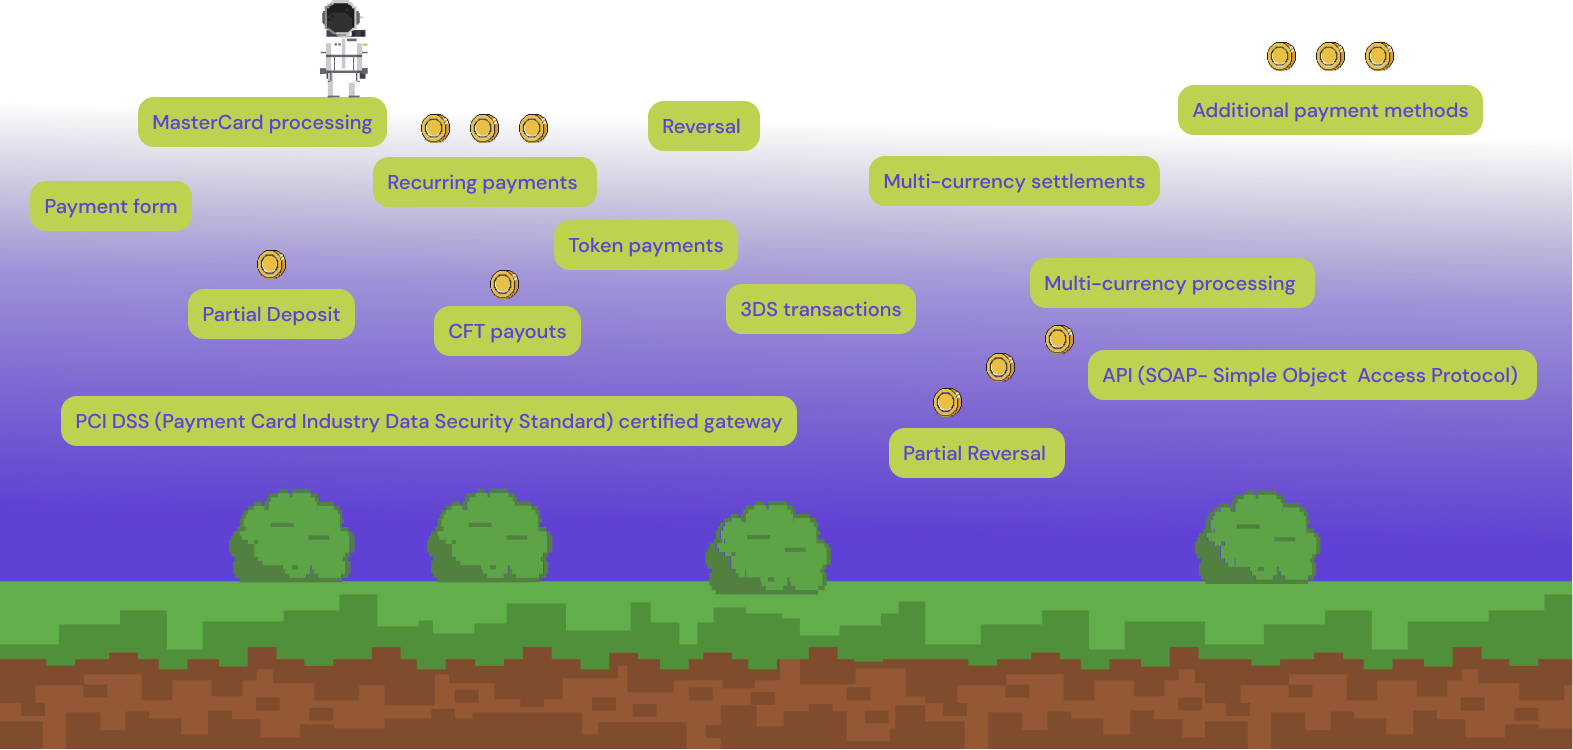 MasterCard processing
Reversal
Additional payment methods
Recurring payments
Multi-currency settlements
Payment form
Token payments
Multi-currency processing
Partial Deposit
3DS transactions
CFT payouts
API (SOAP- Simple Object  Access Protocol)
PCI DSS (Payment Card Industry Data Security Standard) certified gateway
Partial Reversal